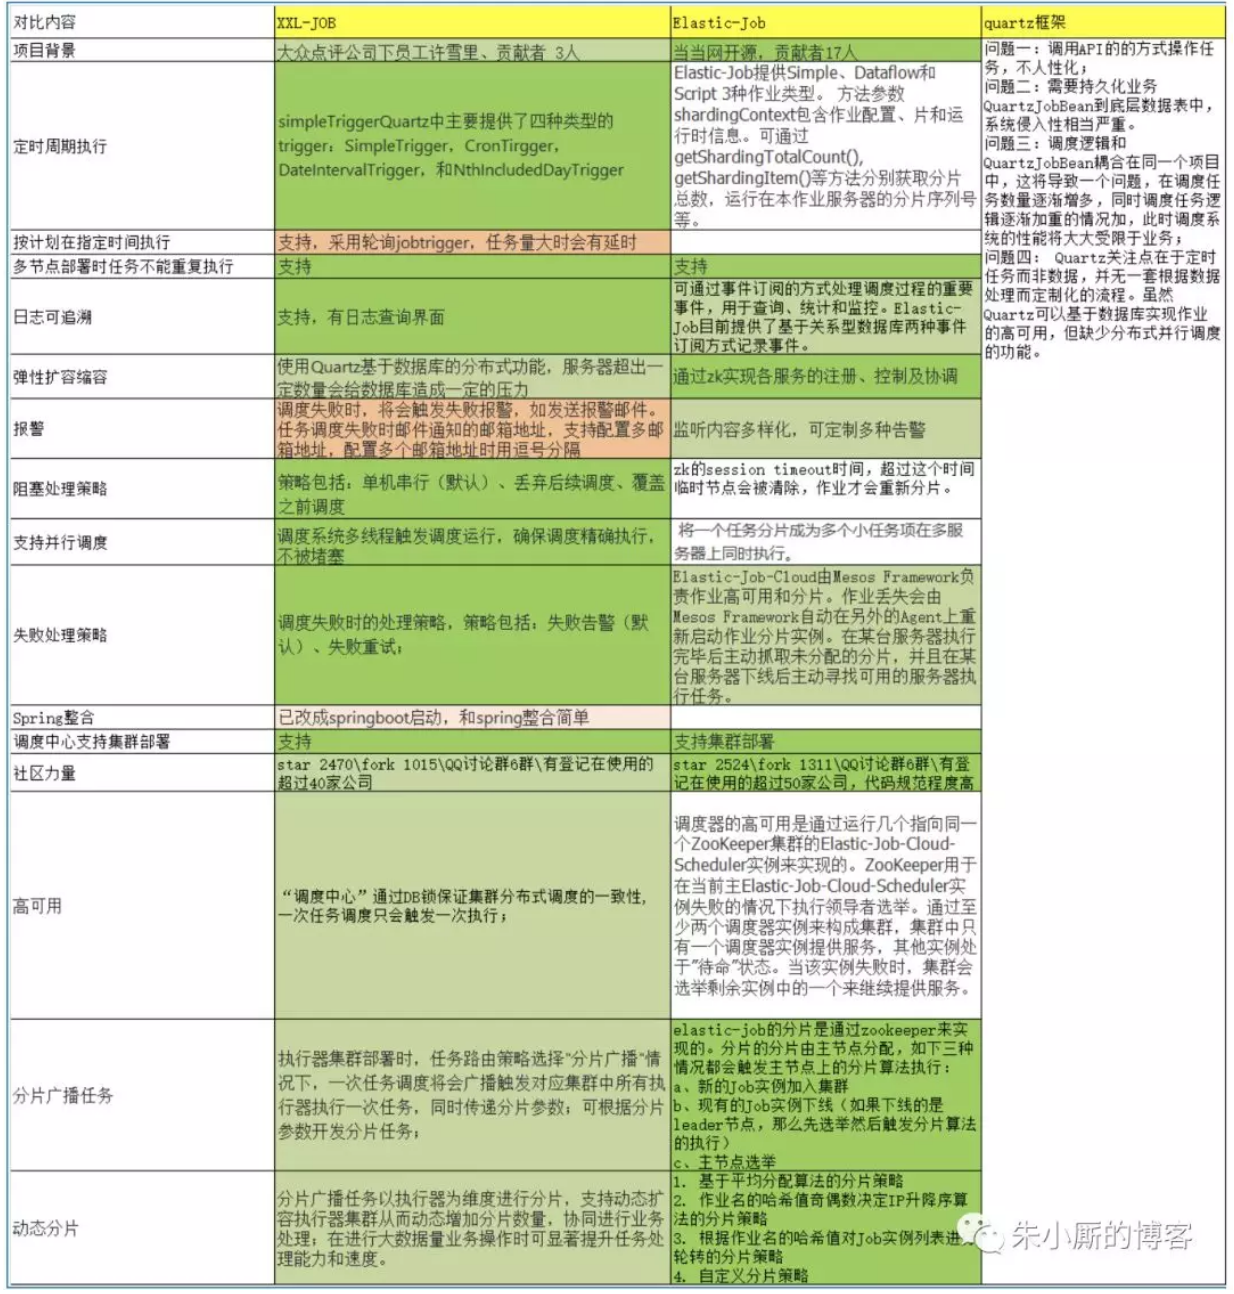 对比内容
XXL-JOB
Elastic-Job
quartz框架
项目背景
大众点评公司下员工许雪里、贡献者 3人
当当网开源，贡献者17人
问题一：调用API的的方式操作任
务，不人性化；
问题二：需要持久化业务
QuartzJobBean到底层数据表中，
系统侵入性相当严重。
问题三：调度逻辑和
QuartzJobBean耦合在同一个项目
中，这将导致一个问题，在调度任
务数量逐渐增多，同时调度任务逻
辑逐渐加重的情况加，此时调度系
统的性能将大大受限于业务；
问题四： Quartz关注点在于定时
任务而非数据，并无一套根据数据
处理而定制化的流程。虽然
Quartz可以基于数据库实现作业
的高可用，但缺少分布式并行调度
的功能。
定时周期执行
simpleTriggerQuartz中主要提供了四种类型的
trigger：SimpleTrigger，CronTirgger，
DateIntervalTrigger，和NthIncludedDayTrigger
Elastic-Job提供Simple、Dataflow和
Script 3种作业类型。 方法参数
shardingContext包含作业配置、片和运
行时信息。可通过
getShardingTotalCount(),
getShardingItem()等方法分别获取分片
总数，运行在本作业服务器的分片序列号
等。
按计划在指定时间执行
支持，采用轮询jobtrigger，任务量大时会有延时
多节点部署时任务不能重复执行
支持
支持
日志可追溯
支持，有日志查询界面
可通过事件订阅的方式处理调度过程的重要
事件，用于查询、统计和监控。Elastic-
Job目前提供了基于关系型数据库两种事件
订阅方式记录事件。
弹性扩容缩容
使用Quartz基于数据库的分布式功能，服务器超出一
定数量会给数据库造成一定的压力
通过zk实现各服务的注册、控制及协调
报警
调度失败时，将会触发失败报警，如发送报警邮件。
任务调度失败时邮件通知的邮箱地址，支持配置多邮
箱地址，配置多个邮箱地址时用逗号分隔
监听内容多样化，可定制多种告警
阻塞处理策略
策略包括：单机串行（默认）、丢弃后续调度、覆盖
之前调度
zk的session timeout时间，超过这个时间
临时节点会被清除，作业才会重新分片。
支持并行调度
调度系统多线程触发调度运行，确保调度精确执行，
不被堵塞
将一个任务分片成为多个小任务项在多服
务器上同时执行。
失败处理策略
调度失败时的处理策略，策略包括：失败告警（默
认）、失败重试；
Elastic-Job-Cloud由Mesos Framework负
责作业高可用和分片。作业丢失会由
Mesos Framework自动在另外的Agent上重
新启动作业分片实例。在某台服务器执行
完毕后主动抓取未分配的分片，并且在某
台服务器下线后主动寻找可用的服务器执
行任务。
Spring整合
已改成springboot启动，和spring整合简单
调度中心支持集群部署
支持
支持集群部署
社区力量
star 2470\fork 1015\QQ讨论群6群\有登记在使用的
超过40家公司
star 2524\fork 1311\QQ讨论群6群\有登
记在使用的超过50家公司，代码规范程度高
高可用
“调度中心”通过DB锁保证集群分布式调度的一致性,
一次任务调度只会触发一次执行；
调度器的高可用是通过运行几个指向同一
个ZooKeeper集群的Elastic-Job-Cloud-
Scheduler实例来实现的。ZooKeeper用于
在当前主Elastic-Job-Cloud-Scheduler实
例失败的情况下执行领导者选举。通过至
少两个调度器实例来构成集群，集群中只
有一个调度器实例提供服务，其他实例处
于"待命"状态。当该实例失败时，集群会
选举剩余实例中的一个来继续提供服务。
分片广播任务
执行器集群部署时，任务路由策略选择"分片广播"情
况下，一次任务调度将会广播触发对应集群中所有执
行器执行一次任务，同时传递分片参数；可根据分片
参数开发分片任务；
elastic-job的分片是通过zookeeper来实
现的。分片的分片由主节点分配，如下三种
情况都会触发主节点上的分片算法执行：
a、新的Job实例加入集群
b、现有的Job实例下线（如果下线的是
leader节点，那么先选举然后触发分片算法
的执行）
c、主节点选举
动态分片
分片广播任务以执行器为维度进行分片，支持动态扩
容执行器集群从而动态增加分片数量，协同进行业务
处理；在进行大数据量业务操作时可显著提升任务处
理能力和速度。
1. 基于平均分配算法的分片策略
2. 作业名的哈希值奇偶数决定IP升降序算
法的分片策略
3. 根据作业名的哈希值对Job实例列表进
轮转的分片策略
4. 自定义分片策略
朱小厮的博客